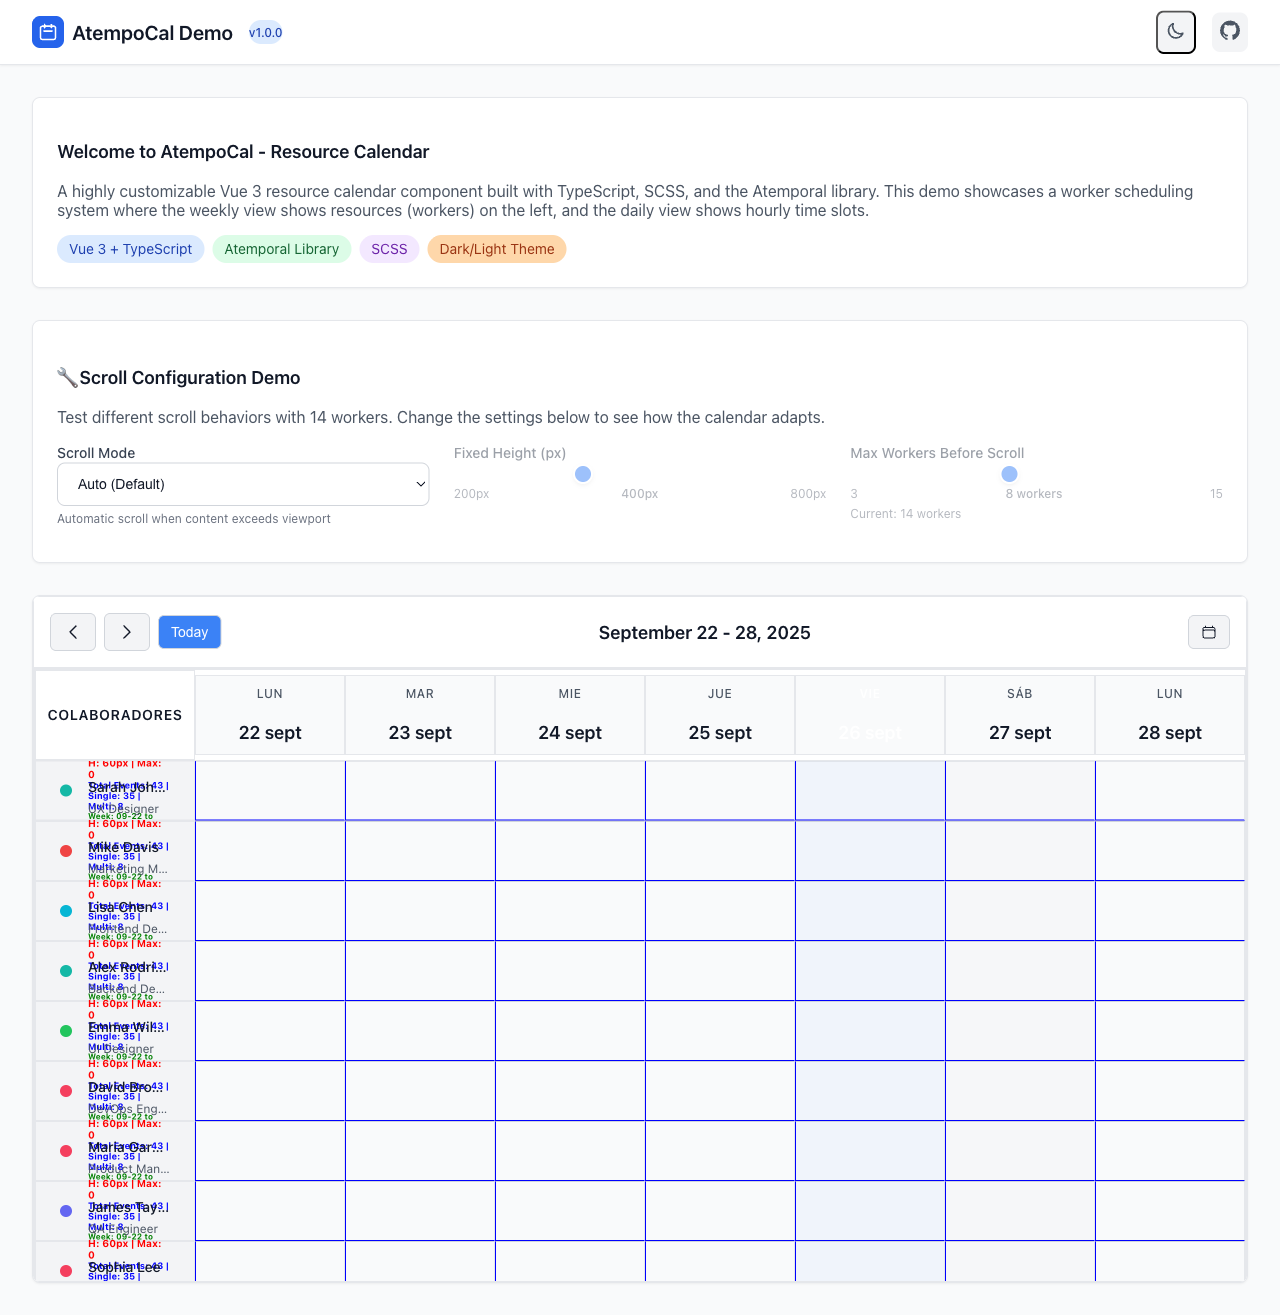 AtempoCal Demo
v1.0.0
Welcome to AtempoCal - Resource Calendar
A highly customizable Vue 3 resource calendar component built with TypeScript, SCSS, and the Atemporal library. This demo showcases a worker scheduling
system where the weekly view shows resources (workers) on the left, and the daily view shows hourly time slots.
Vue 3 + TypeScript
Atemporal Library
SCSS
Dark/Light Theme
🔧Scroll Configuration Demo
Test different scroll behaviors with 14 workers. Change the settings below to see how the calendar adapts.
Scroll Mode
Auto (Default)
Automatic scroll when content exceeds viewport
Fixed Height (px)
200px 400px 800px
Max Workers Before Scroll
3 8 workers 15
Current: 14 workers
Today
September 22 - 28, 2025
COLABORADORES
LUN
22 sept
MAR
23 sept
MIE
24 sept
JUE
25 sept
VIE
26 sept
SÁB
27 sept
LUN
28 sept
H: 60px | Max:
0
Total Events: 43 |
Sarah Joh...
Single: 35 |
Multi: 8
UX Designer
Week: 09-22 to
H: 60px | Max:
0
Total Events: 43 |
Mike Davis
Single: 35 |
Multi: 8
Marketing M...
Week: 09-22 to
H: 60px | Max:
0
Total Events: 43 |
Lisa Chen
Single: 35 |
Multi: 8
Frontend De...
Week: 09-22 to
H: 60px | Max:
0
Total Events: 43 |
Alex Rodri...
Single: 35 |
Multi: 8
Backend De...
Week: 09-22 to
H: 60px | Max:
0
Total Events: 43 |
Emma Wil...
Single: 35 |
Multi: 8
UI Designer
Week: 09-22 to
H: 60px | Max:
0
Total Events: 43 |
David Bro...
Single: 35 |
Multi: 8
DevOps Eng...
Week: 09-22 to
H: 60px | Max:
0
Total Events: 43 |
Maria Gar...
Single: 35 |
Multi: 8
Product Man...
Week: 09-22 to
H: 60px | Max:
0
Total Events: 43 |
James Tay...
Single: 35 |
Multi: 8
QA Engineer
Week: 09-22 to
H: 60px | Max:
0
Total Events: 43 |
Sophia Lee
Single: 35 |